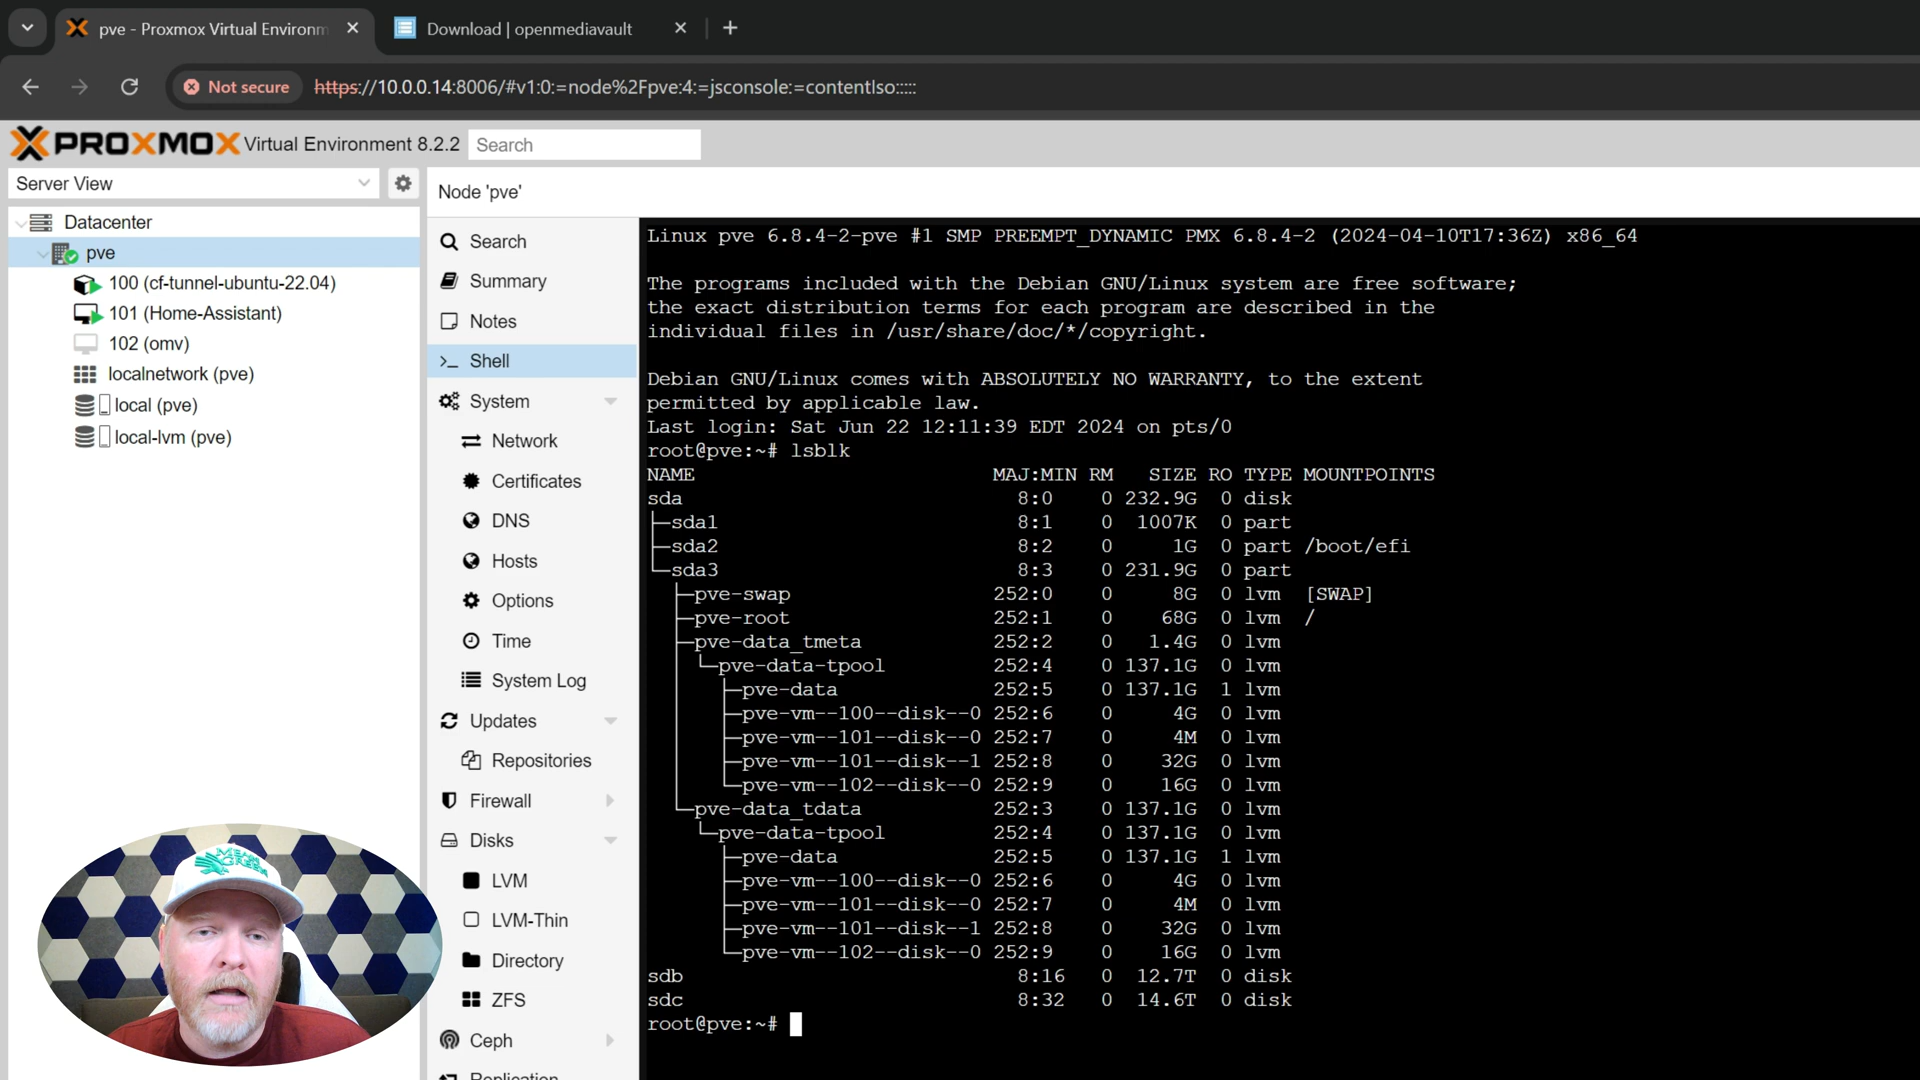 pve - Proxmox Virtual Environm
Download | openmediavault
Not secure
https://10.0.0.14:8006/#v1:0:=node%2Fpve:4:=jsconsole:=contentIso:::::
PROXMOX Virtual Environment 8.2.2
Search
Server View
Node 'pve'
Datacenter
pve
100 (cf-tunnel-ubuntu-22.04)
101 (Home-Assistant)
102 (omv)
localnetwork (pve)
local (pve)
local-lvm (pve)
Search
Summary
Notes
Shell
System
Network
Certificates
DNS
Hosts
Options
Time
System Log
Updates
Repositories
Firewall
Disks
LVM
LVM-Thin
Directory
ZFS
Ceph
Replication
Linux pve 6.8.4-2-pve #1 SMP PREEMPT_DYNAMIC PMX 6.8.4-2 (2024-04-10T17:36Z) x86_64
The programs included with the Debian GNU/Linux system are free software;
the exact distribution terms for each program are described in the
individual files in /usr/share/doc/*/copyright.
Debian GNU/Linux comes with ABSOLUTELY NO WARRANTY, to the extent
permitted by applicable law.
Last login: Sat Jun 22 12:11:39 EDT 2024 on pts/0
root@pve:~# lsblk
NAME MAJ:MIN RM SIZE RO TYPE MOUNTPOINTS
sda 8:0 0 232.9G 0 disk
├─sda1 8:1 0 1007K 0 part
├─sda2 8:2 0 1G 0 part /boot/efi
└─sda3 8:3 0 231.9G 0 part
├─pve-swap 252:0 0 8G 0 lvm [SWAP]
├─pve-root 252:1 0 68G 0 lvm /
├─pve-data_tmeta 252:2 0 1.4G 0 lvm
│ └─pve-data-tpool 252:4 0 137.1G 0 lvm
│ ├─pve-data 252:5 0 137.1G 1 lvm
│ ├─pve-vm--100--disk--0 252:6 0 4G 0 lvm
│ ├─pve-vm--101--disk--0 252:7 0 4M 0 lvm
│ ├─pve-vm--101--disk--1 252:8 0 32G 0 lvm
│ └─pve-vm--102--disk--0 252:9 0 16G 0 lvm
└─pve-data_tdata 252:3 0 137.1G 0 lvm
└─pve-data-tpool 252:4 0 137.1G 0 lvm
├─pve-data 252:5 0 137.1G 1 lvm
├─pve-vm--100--disk--0 252:6 0 4G 0 lvm
├─pve-vm--101--disk--0 252:7 0 4M 0 lvm
├─pve-vm--101--disk--1 252:8 0 32G 0 lvm
└─pve-vm--102--disk--0 252:9 0 16G 0 lvm
sdb 8:16 0 12.7T 0 disk
sdc 8:32 0 14.6T 0 disk
root@pve:~#
MEAN
GREEN